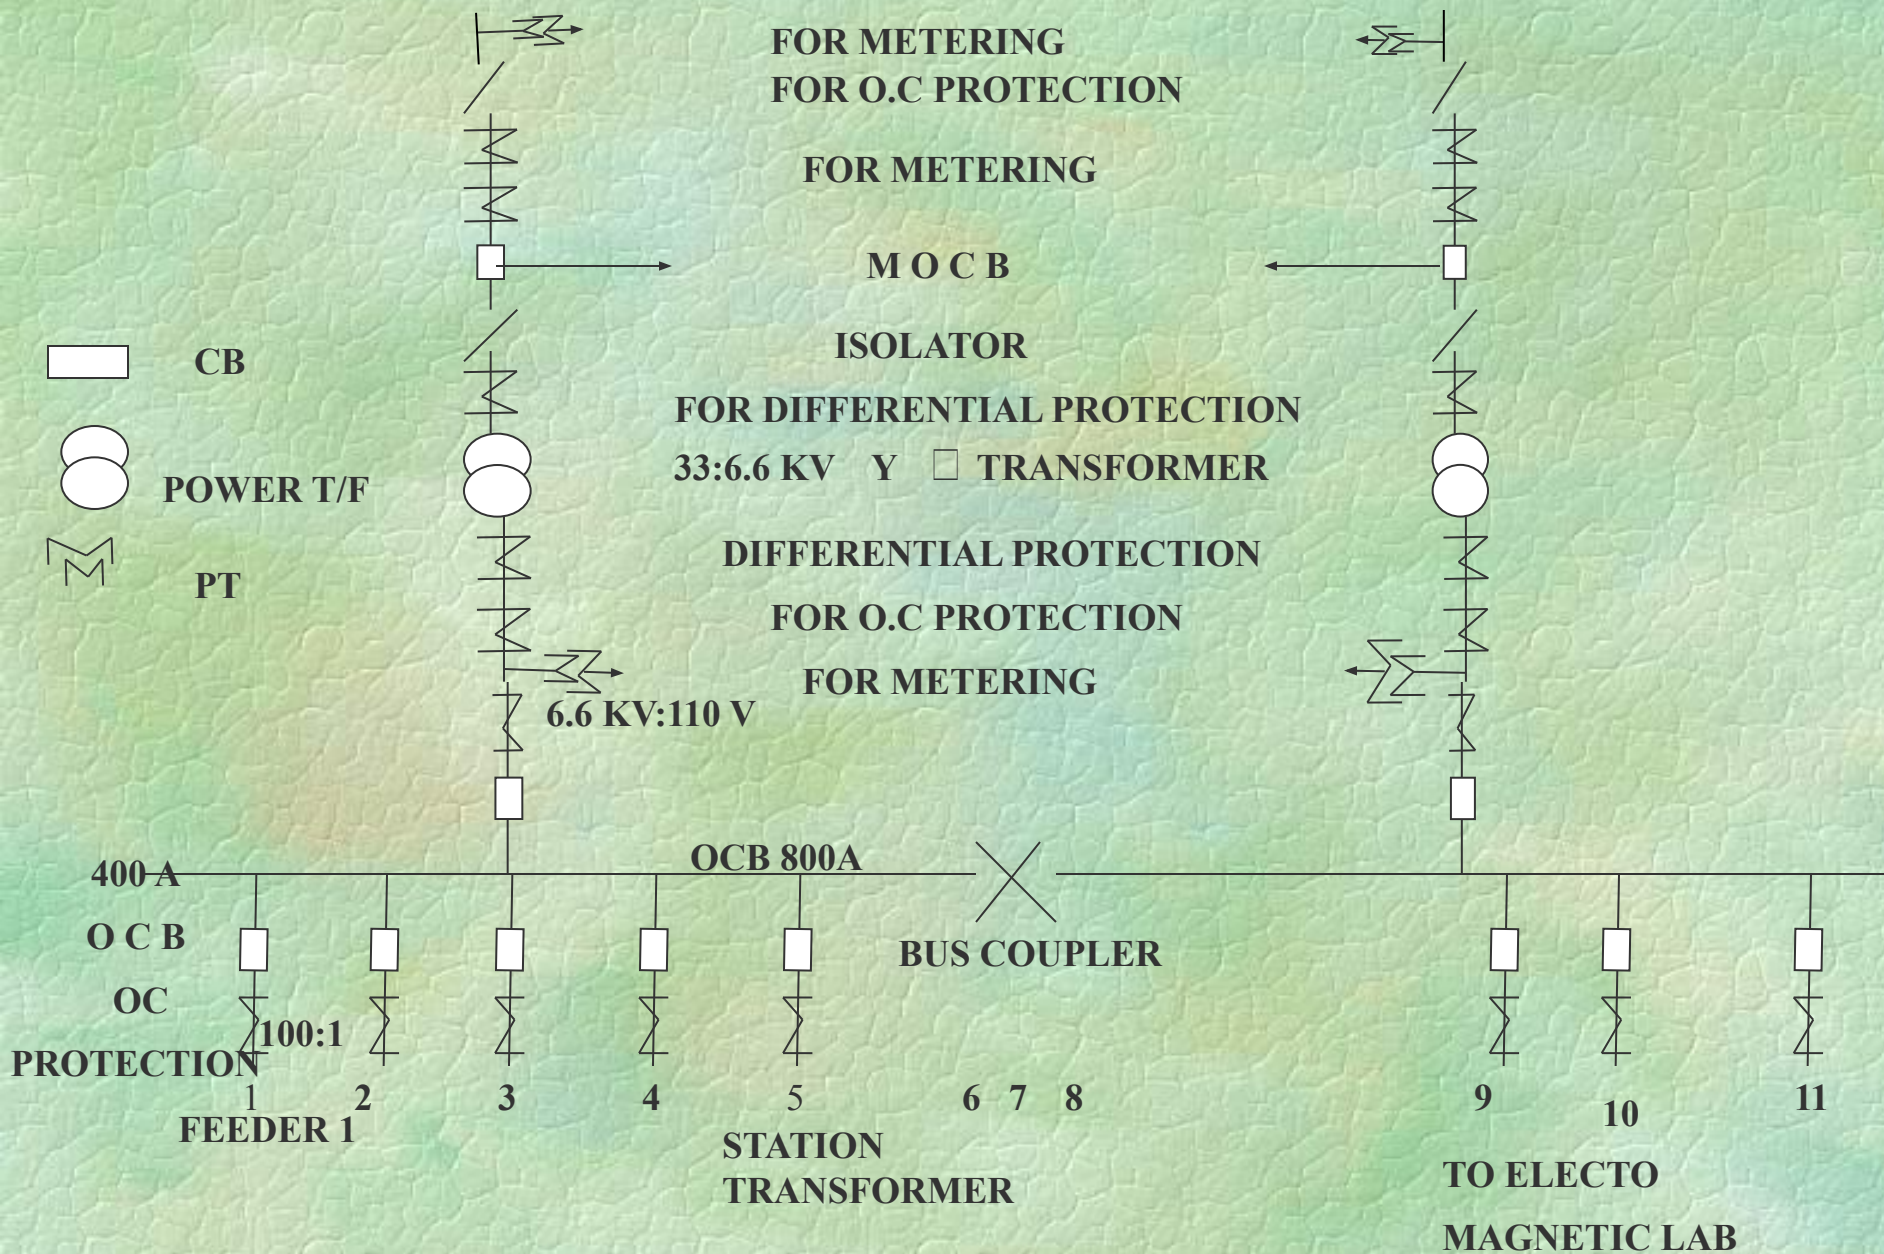 FOR METERING
FOR O.C PROTECTION
FOR METERING
M O C B
ISOLATOR
CB
FOR DIFFERENTIAL PROTECTION
33:6.6 KV Y □ TRANSFORMER
POWER T/F
DIFFERENTIAL PROTECTION
PT
FOR O.C PROTECTION
FOR METERING
6.6 KV:110 V
OCB 800A
400 A
O C B
BUS COUPLER
OC
100:1
PROTECTION
1 2 3 4 5 6 7 8 9 10 11
FEEDER 1
STATION
TRANSFORMER
TO ELECTO
MAGNETIC LAB